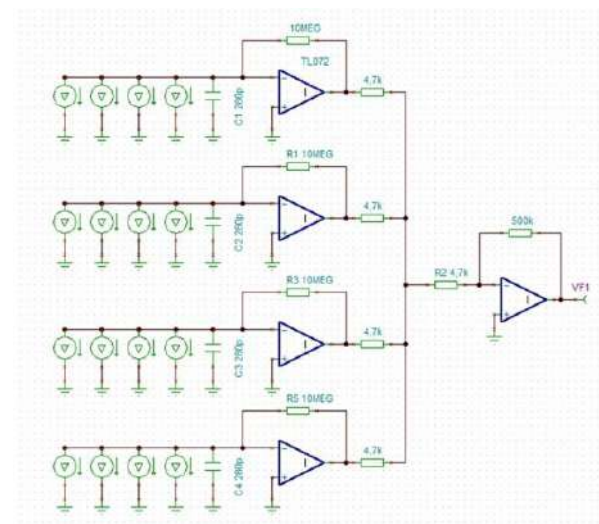 10MEG
TL072
4,7k
C1 280p
R1 10MEG
4,7k
C2 280p
500k
R2 4,7k
VF1
R3 10MEG
4,7k
C3 280p
R5 10MEG
4,7k
C4 280p